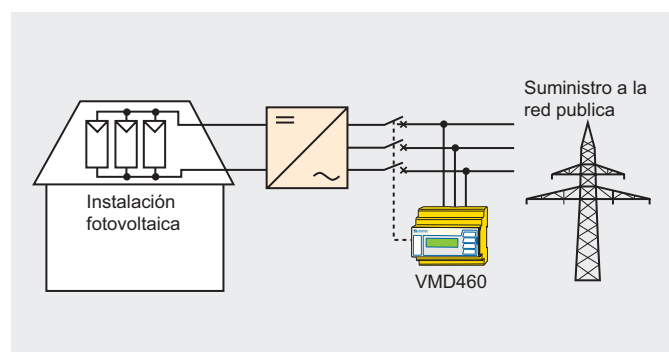 Suministro a la
red publica
Instalación
fotovoltaica
VMD460